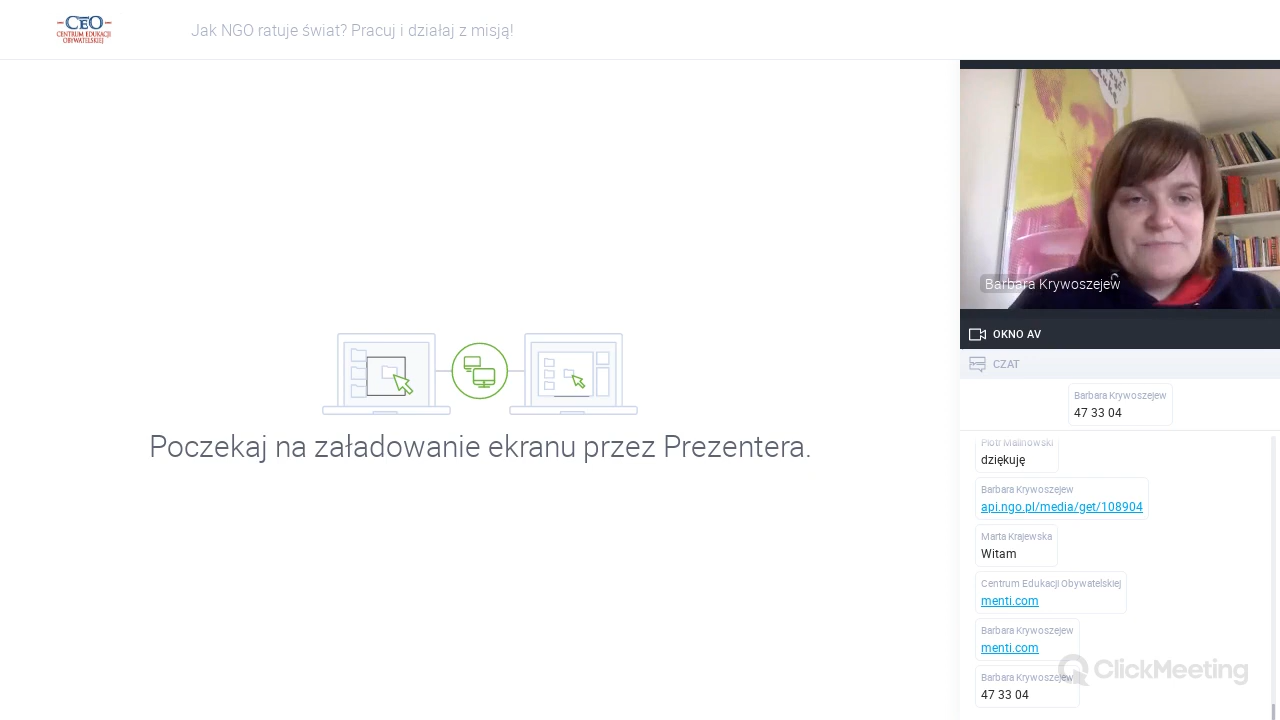 CEO
CENTRUM EDUKACJI
OBYWATELSKIEJ
Jak NGO ratuje świat? Pracuj i działaj z misją!
Poczekaj na załadowanie ekranu przez Prezentera.
Barbara Krywoszejew
OKNO AV
CZAT
Barbara Krywoszejew
47 33 04
Piotr Malinowski
dziękuję
Barbara Krywoszejew
api.ngo.pl/media/get/108904
Marta Krajewska
Witam
Centrum Edukacji Obywatelskiej
menti.com
Barbara Krywoszejew
menti.com
Barbara Krywoszejew
47 33 04
ClickMeeting